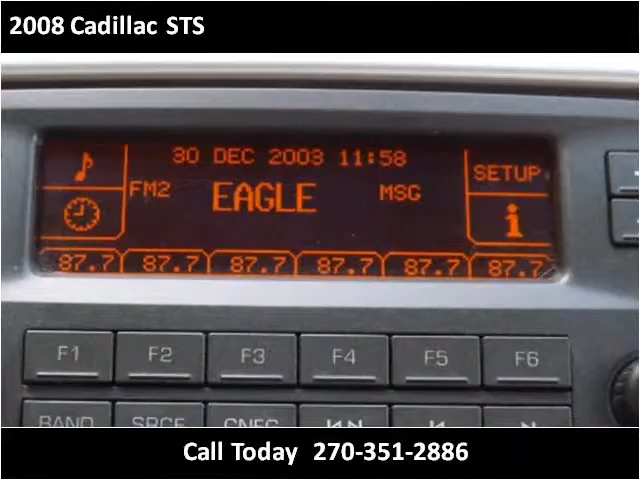 2008 Cadillac STS
30 DEC 2003 11:58
SETUP
FM2 EAGLE MSG
i
87.7 87.7 87.7 87.7 87.7 87.7
F1 F2 F3 F4 F5 F6
BAND SRCE CNFG
Call Today 270-351-2886